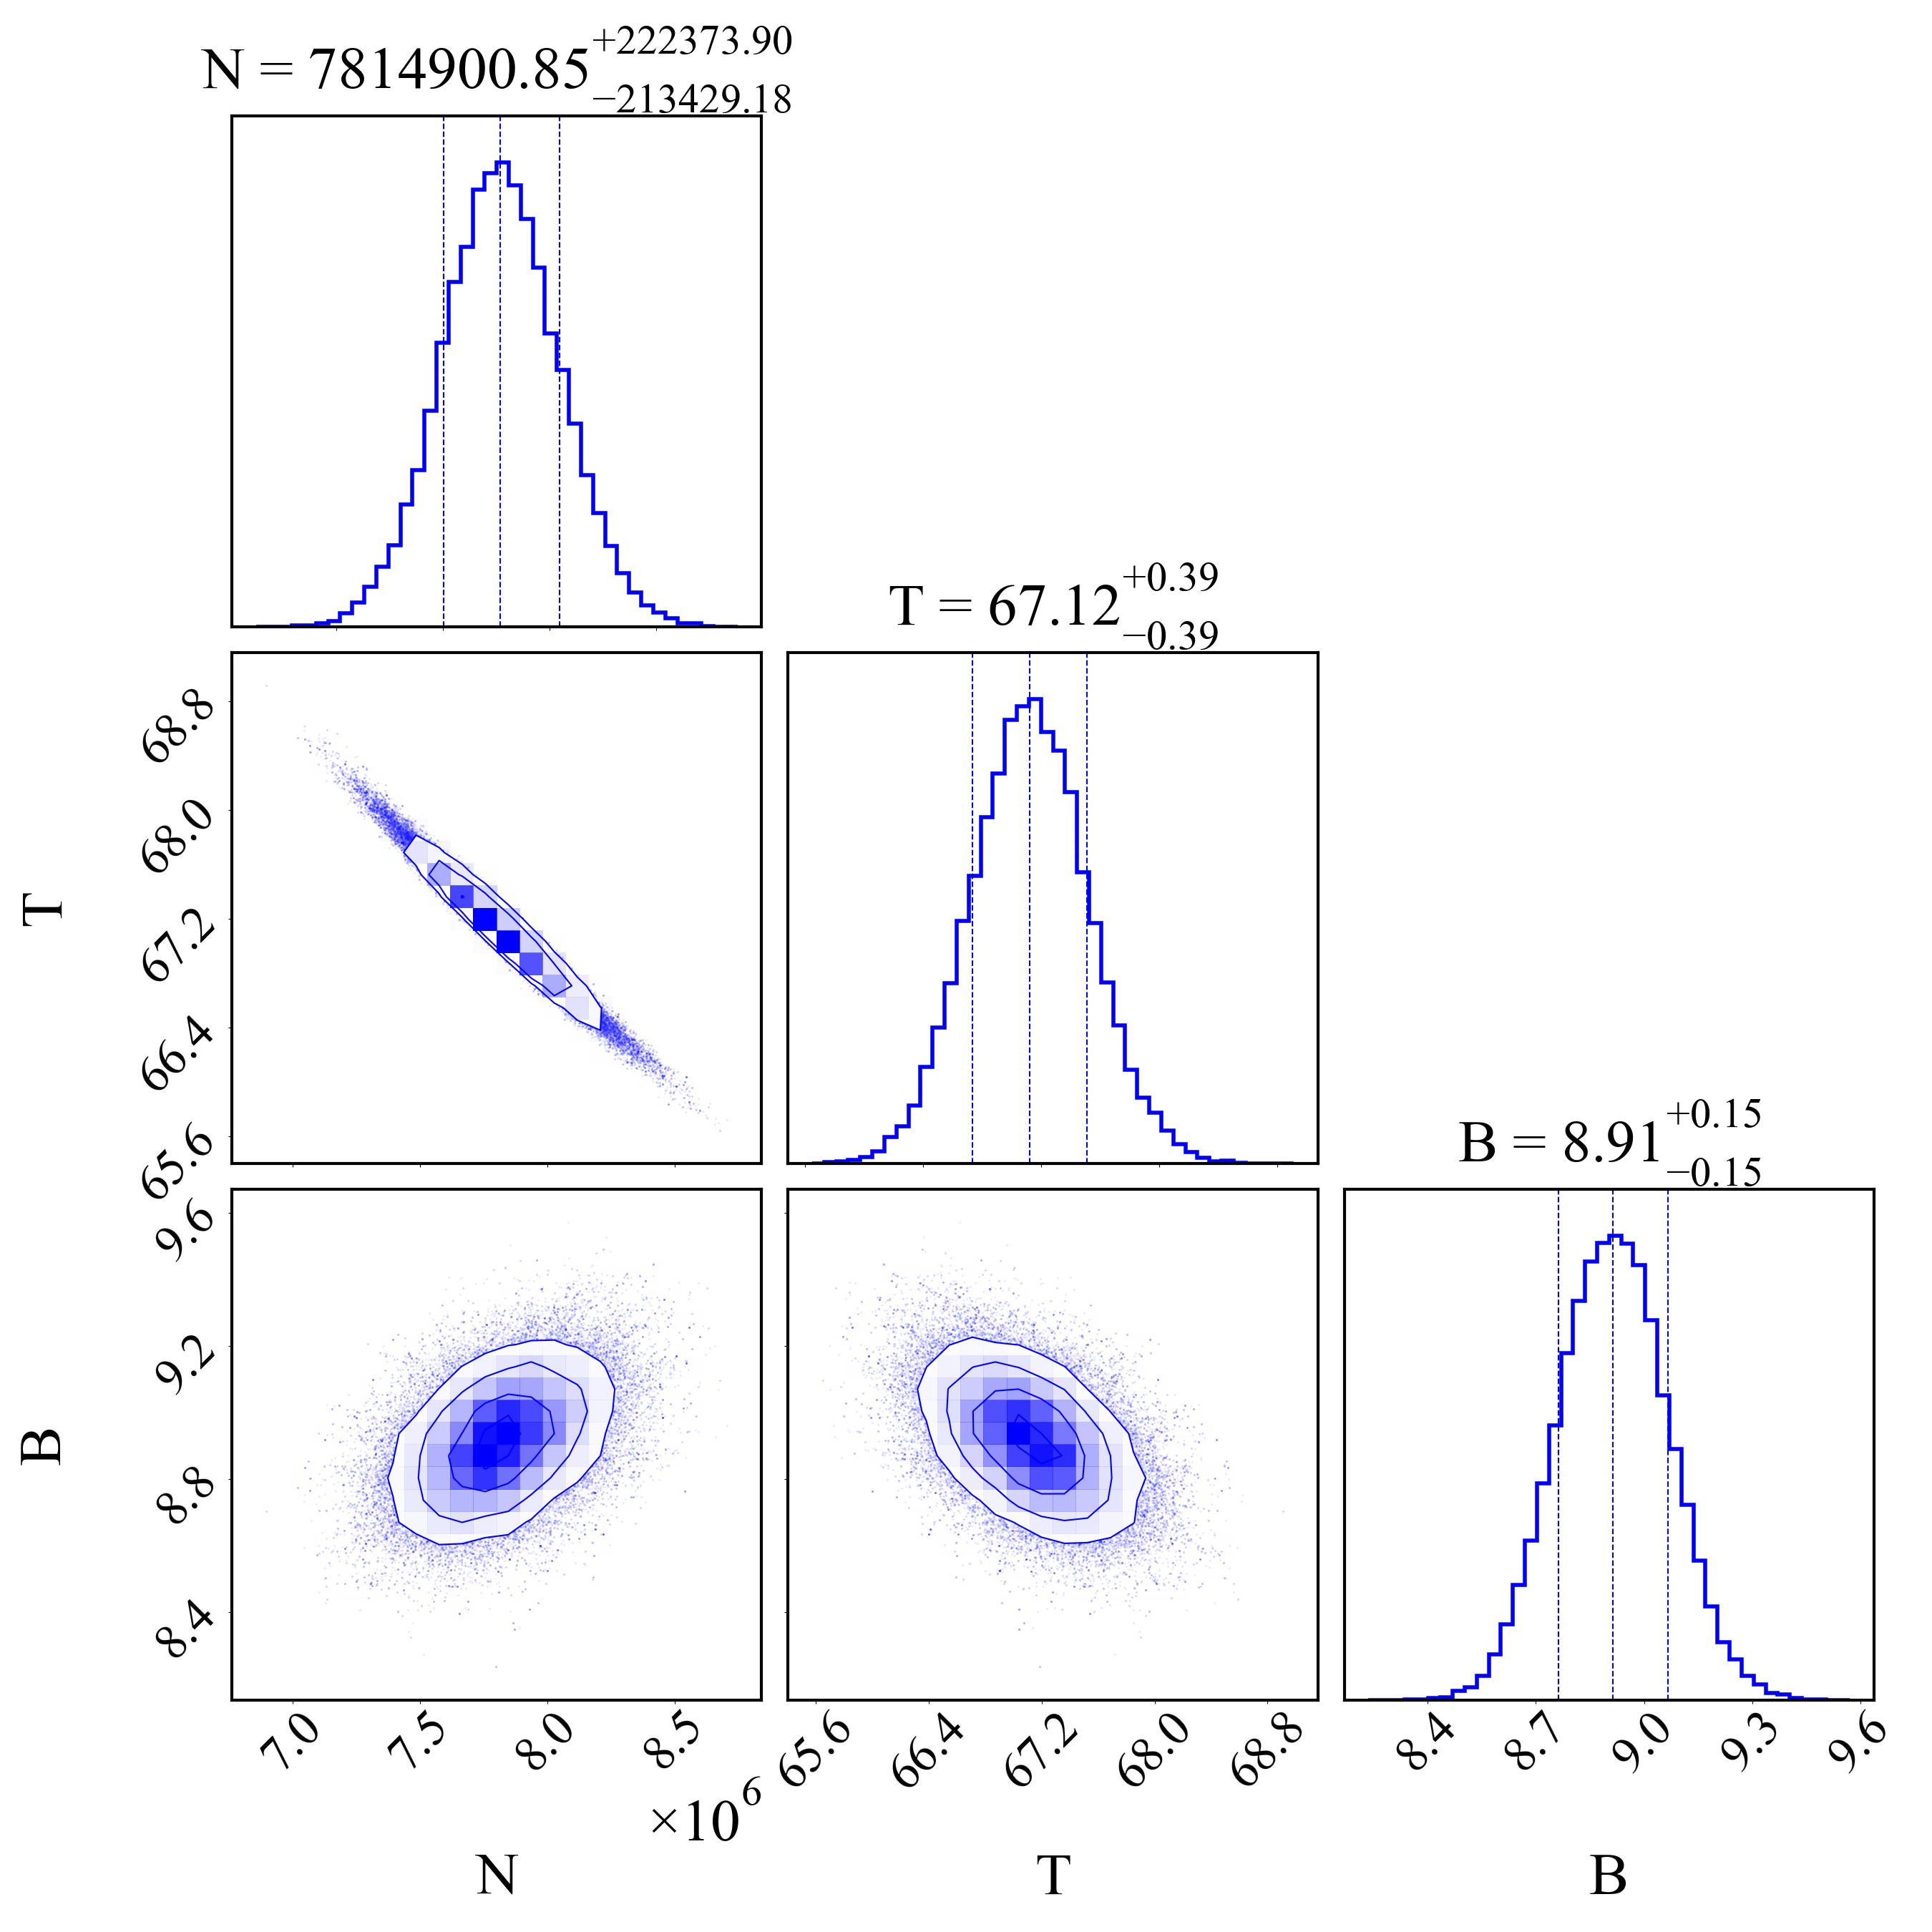 N = 7814900.85 +222373.90 −213429.18
T = 67.12 +0.39 −0.39
68.8
68.0
67.2
66.4
65.6
T
B = 8.91 +0.15 −0.15
9.6
9.2
8.8
8.4
B
7.0 7.5 8.0 8.5 65.6 66.4 67.2 68.0 68.8 8.4 8.7 9.0 9.3 9.6
×10⁶
N T B